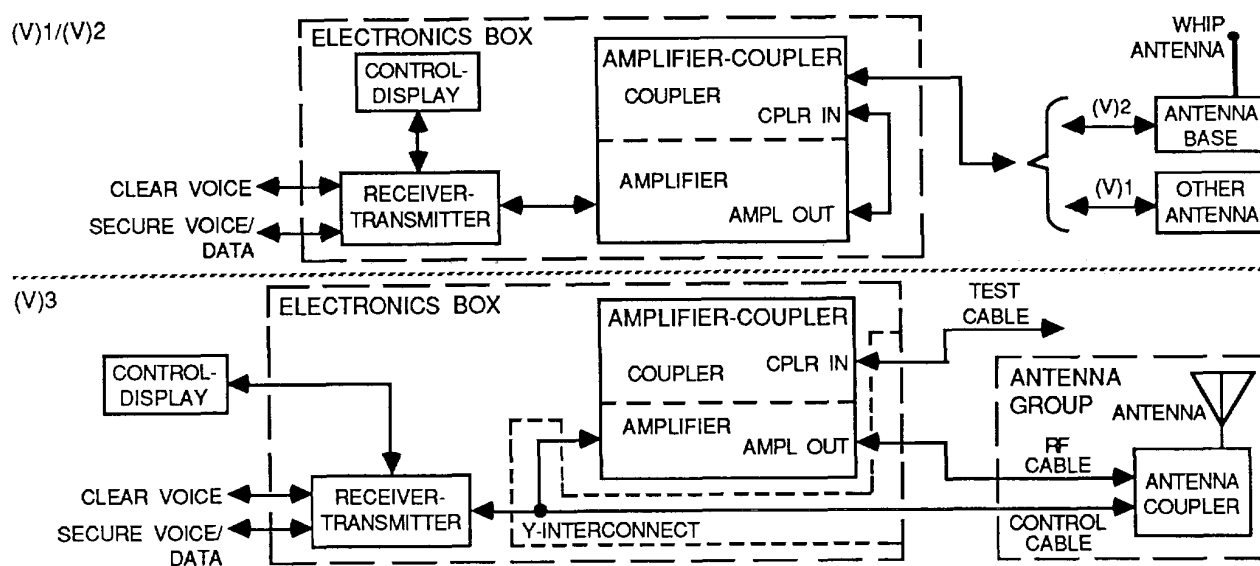 (V)1/(V)2
ELECTRONICS BOX
CONTROL-
DISPLAY
AMPLIFIER-COUPLER
COUPLER
CPLR IN
AMPLIFIER
AMPL OUT
CLEAR VOICE
SECURE VOICE/
DATA
RECEIVER-
TRANSMITTER
WHIP
ANTENNA
(V)2
ANTENNA
BASE
(V)1
OTHER
ANTENNA
(V)3
ELECTRONICS BOX
CONTROL-
DISPLAY
AMPLIFIER-COUPLER
CPLR IN
COUPLER
AMPLIFIER
AMPL OUT
TEST
CABLE
CLEAR VOICE
SECURE VOICE/
DATA
RECEIVER-
TRANSMITTER
Y-INTERCONNECT
ANTENNA
GROUP
ANTENNA
RF
CABLE
ANTENNA
COUPLER
CONTROL
CABLE